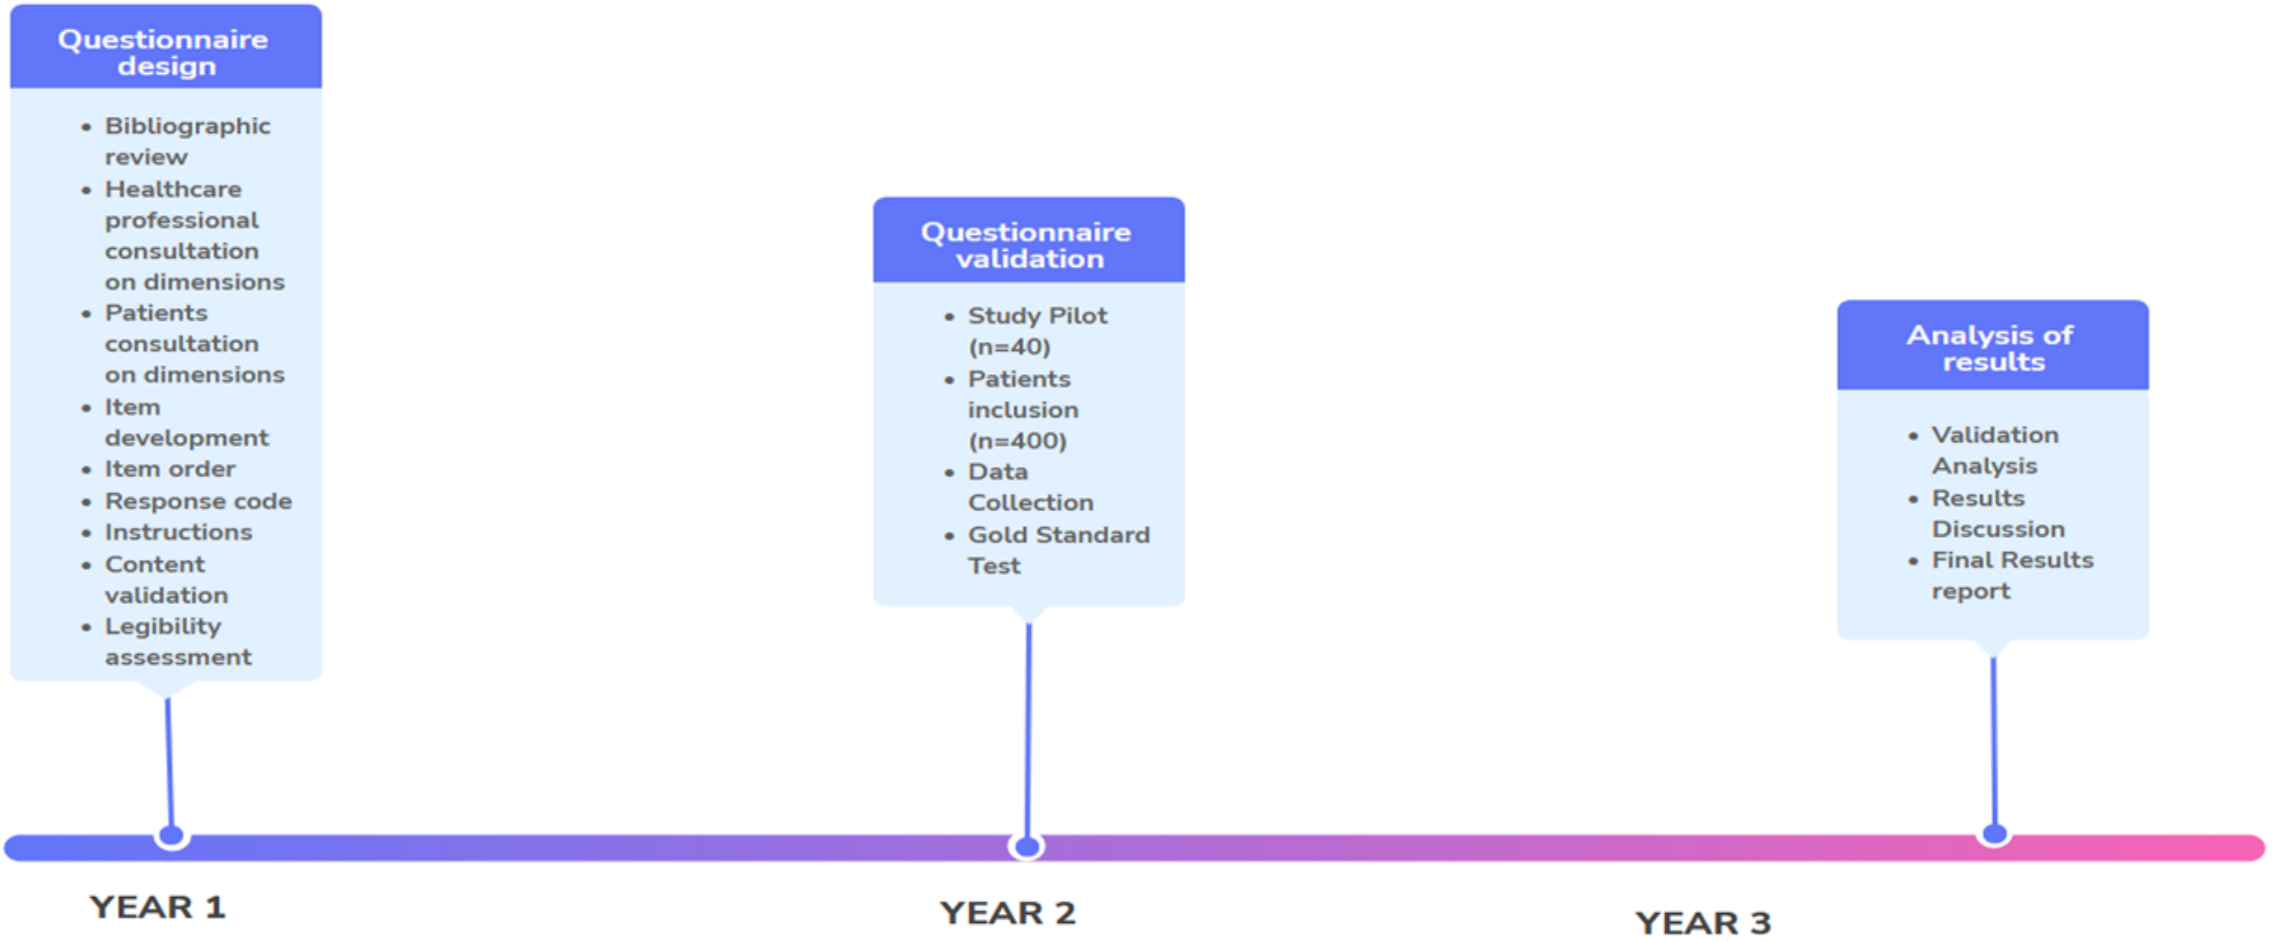 Questionnaire
design
• Bibliographic
review
• Healthcare
professional
consultation
on dimensions
• Patients
consultation
on dimensions
• Item
development
• Item order
• Response code
• Instructions
• Content
validation
• Legibility
assessment
Questionnaire
validation
• Study Pilot
(n=40)
• Patients
inclusion
(n=400)
• Data
Collection
• Gold Standard
Test
Analysis of
results
• Validation
Analysis
• Results
Discussion
• Final Results
report
YEAR 1
YEAR 2
YEAR 3